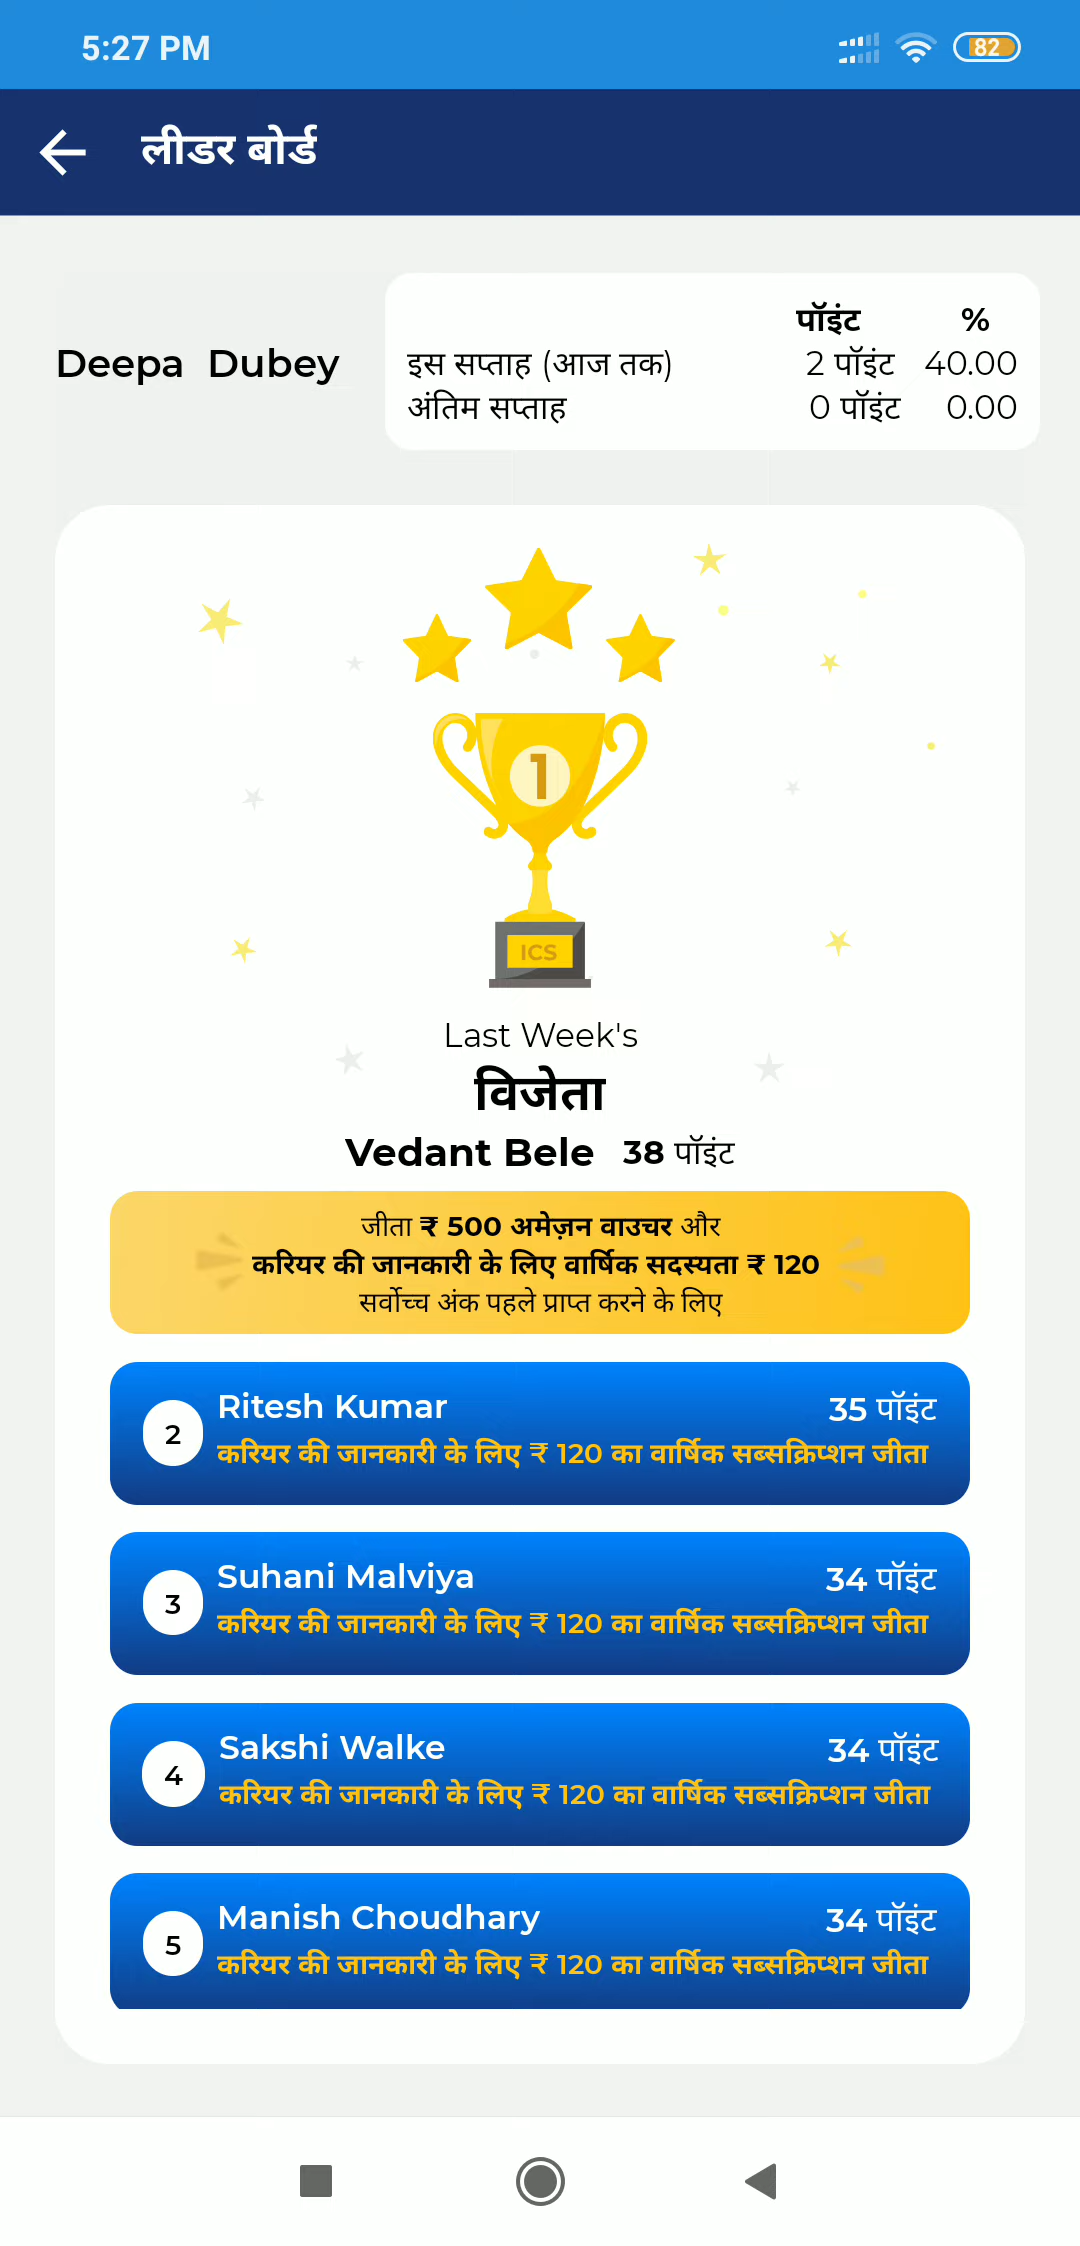 5:27 PM
82
लीडर बोर्ड
पॉइंट %
Deepa Dubey
इस सप्ताह (आज तक) 2 पॉइंट 40.00
अंतिम सप्ताह 0 पॉइंट 0.00
1
ICS
Last Week's
विजेता
Vedant Bele 38 पॉइंट
जीता ₹ 500 अमेज़न वाउचर और
करियर की जानकारी के लिए वार्षिक सदस्यता ₹ 120
सर्वोच्च अंक पहले प्राप्त करने के लिए
2 Ritesh Kumar 35 पॉइंट
करियर की जानकारी के लिए ₹ 120 का वार्षिक सब्सक्रिप्शन जीता
3 Suhani Malviya 34 पॉइंट
करियर की जानकारी के लिए ₹ 120 का वार्षिक सब्सक्रिप्शन जीता
4 Sakshi Walke 34 पॉइंट
करियर की जानकारी के लिए ₹ 120 का वार्षिक सब्सक्रिप्शन जीता
5 Manish Choudhary 34 पॉइंट
करियर की जानकारी के लिए ₹ 120 का वार्षिक सब्सक्रिप्शन जीता